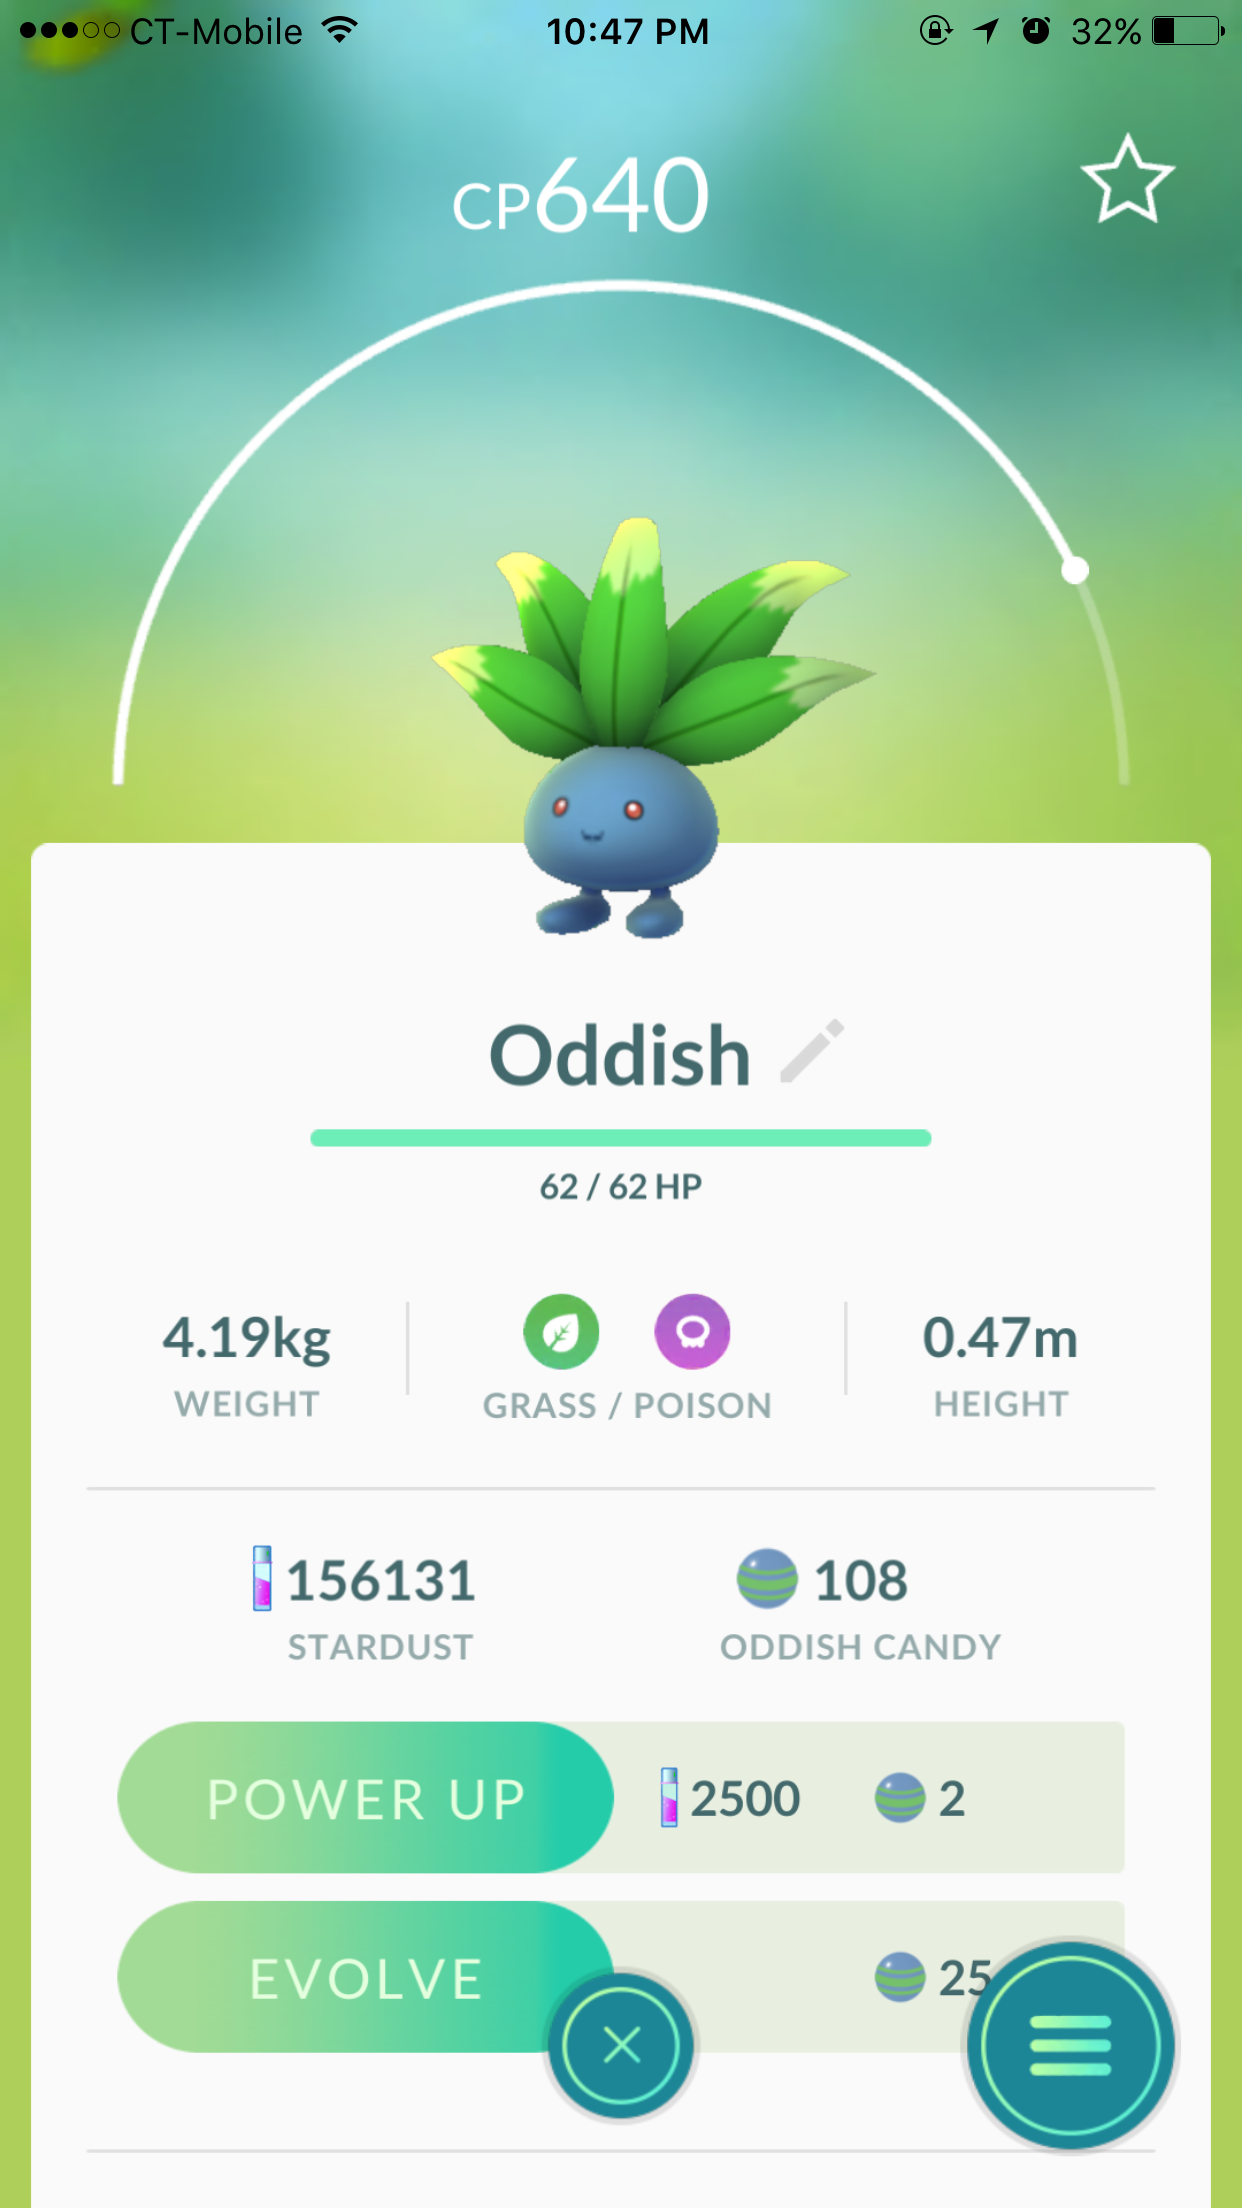 CT-Mobile 10:47 PM 32%
CP640
Oddish
62 / 62 HP
4.19kg 0.47m
WEIGHT GRASS / POISON HEIGHT
156131 108
STARDUST ODDISH CANDY
POWER UP 2500 2
EVOLVE 25